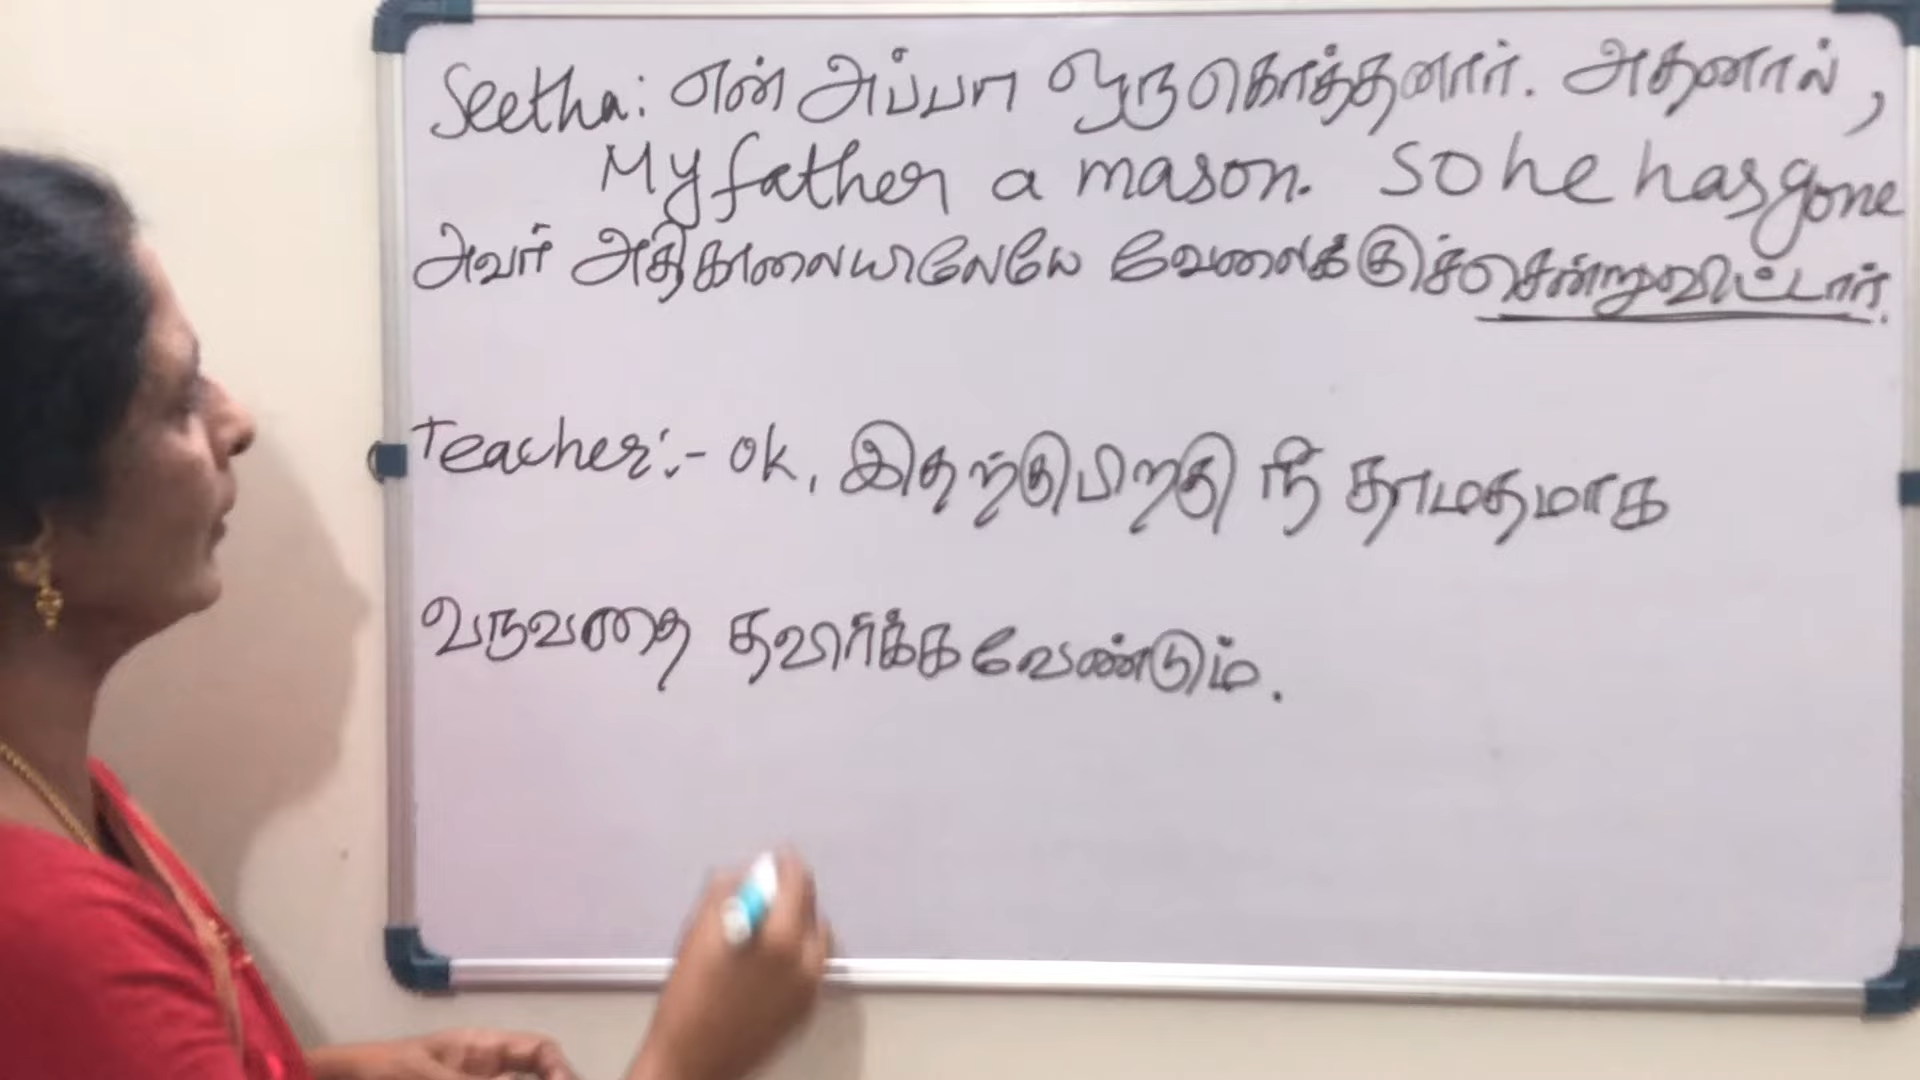 Seetha: என் அப்பா ஒரு கொத்தனார். அதனால்,
My father a mason. So he has gone
அவர் அதிகாலையிலேயே வேலைக்குச் சென்றுவிட்டார்.
Teacher:- Ok, இதற்கு பிறகு நீ தாமதமாக
வருவதை தவிர்க்க வேண்டும்.